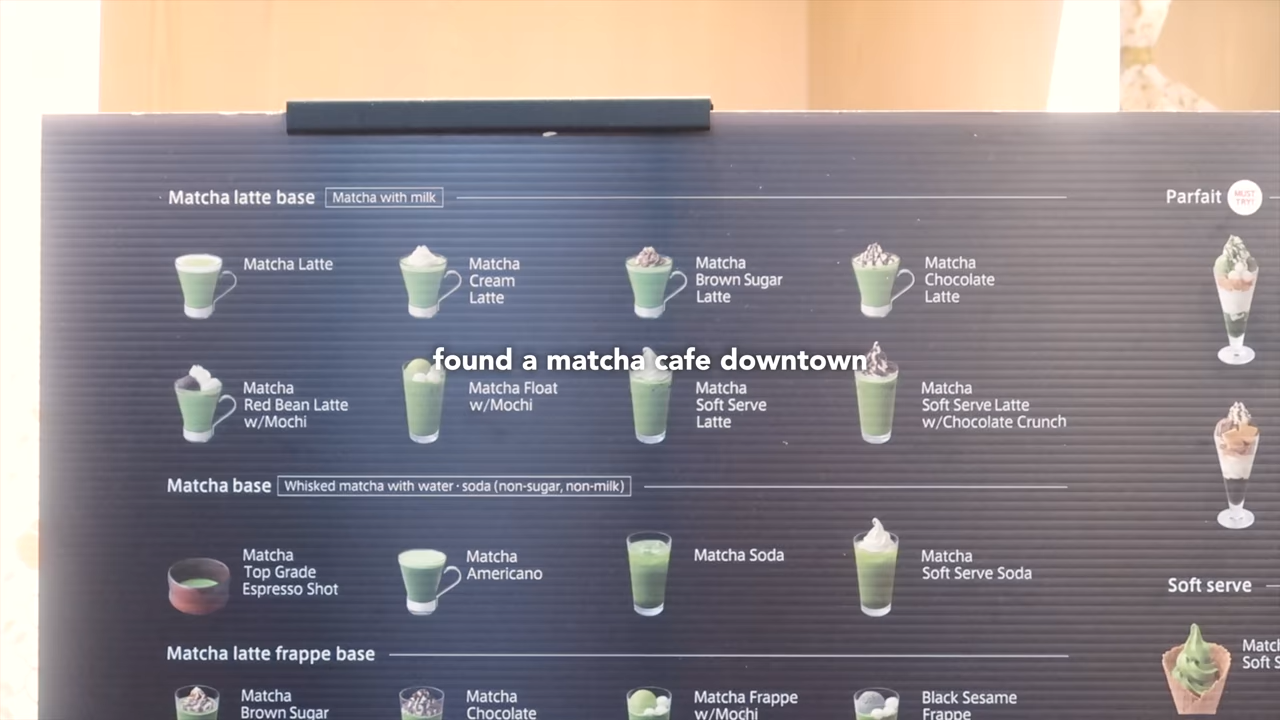 Matcha latte base Matcha with milk
Matcha Latte
Matcha
Cream
Latte
Matcha
Brown Sugar
Latte
Matcha
Chocolate
Latte
found a matcha cafe downtown
Matcha
Red Bean Latte
w/Mochi
Matcha Float
w/Mochi
Matcha
Soft Serve
Latte
Matcha
Soft Serve Latte
w/Chocolate Crunch
Matcha base Whisked matcha with water · soda (non-sugar, non-milk)
Matcha
Top Grade
Espresso Shot
Matcha
Americano
Matcha Soda
Matcha
Soft Serve Soda
Matcha latte frappe base
Matcha
Brown Sugar
Matcha
Chocolate
Matcha Frappe
w/Mochi
Black Sesame
Frappe
Parfait
MUST
TRY!
Soft serve
Matc
Soft S